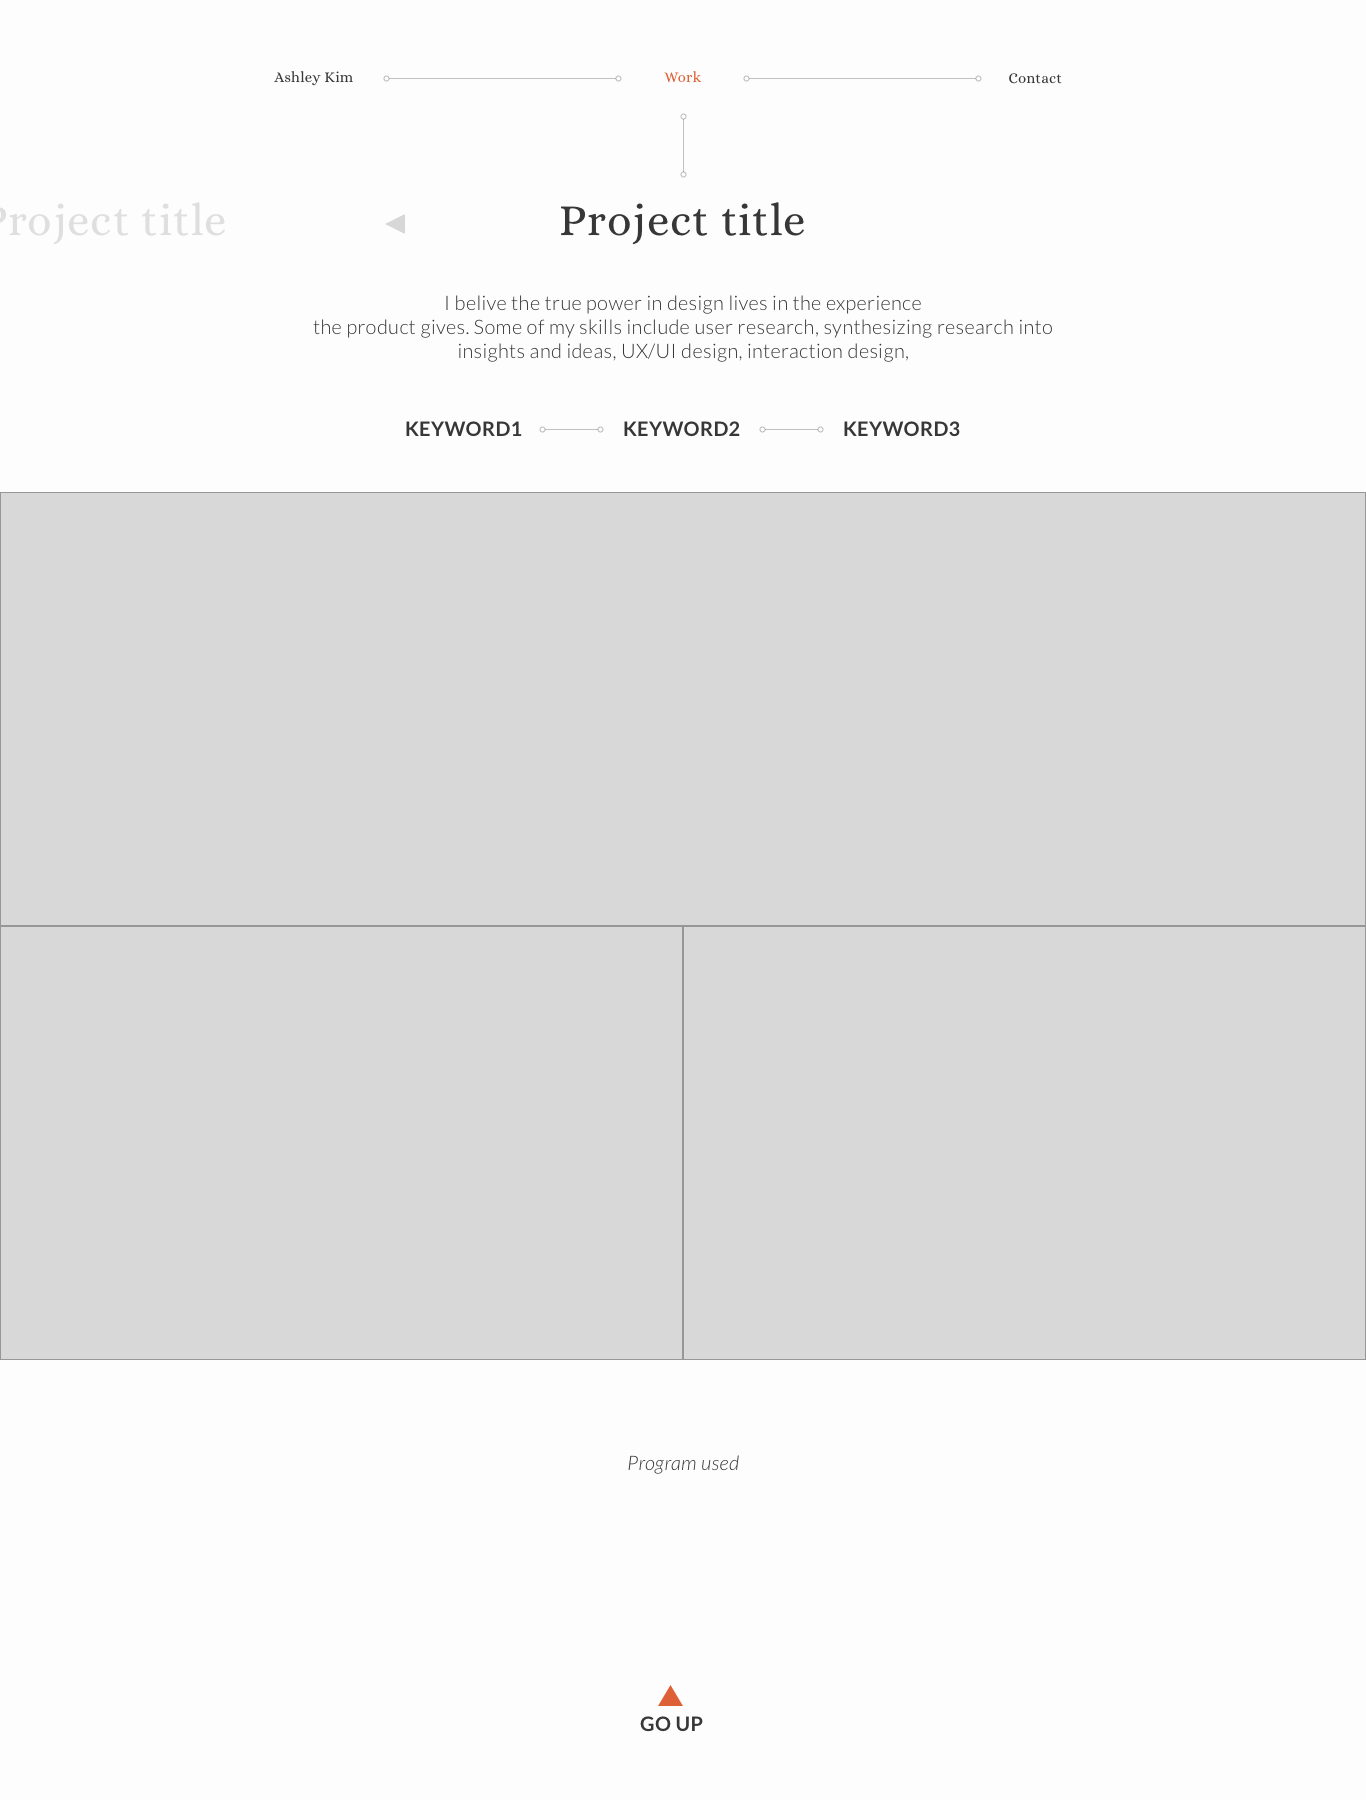 Ashley Kim
Work
Contact
Project title
Project title
I belive the true power in design lives in the experience
the product gives. Some of my skills include user research, synthesizing research into
insights and ideas, UX/UI design, interaction design,
KEYWORD1
KEYWORD2
KEYWORD3
Program used
GO UP